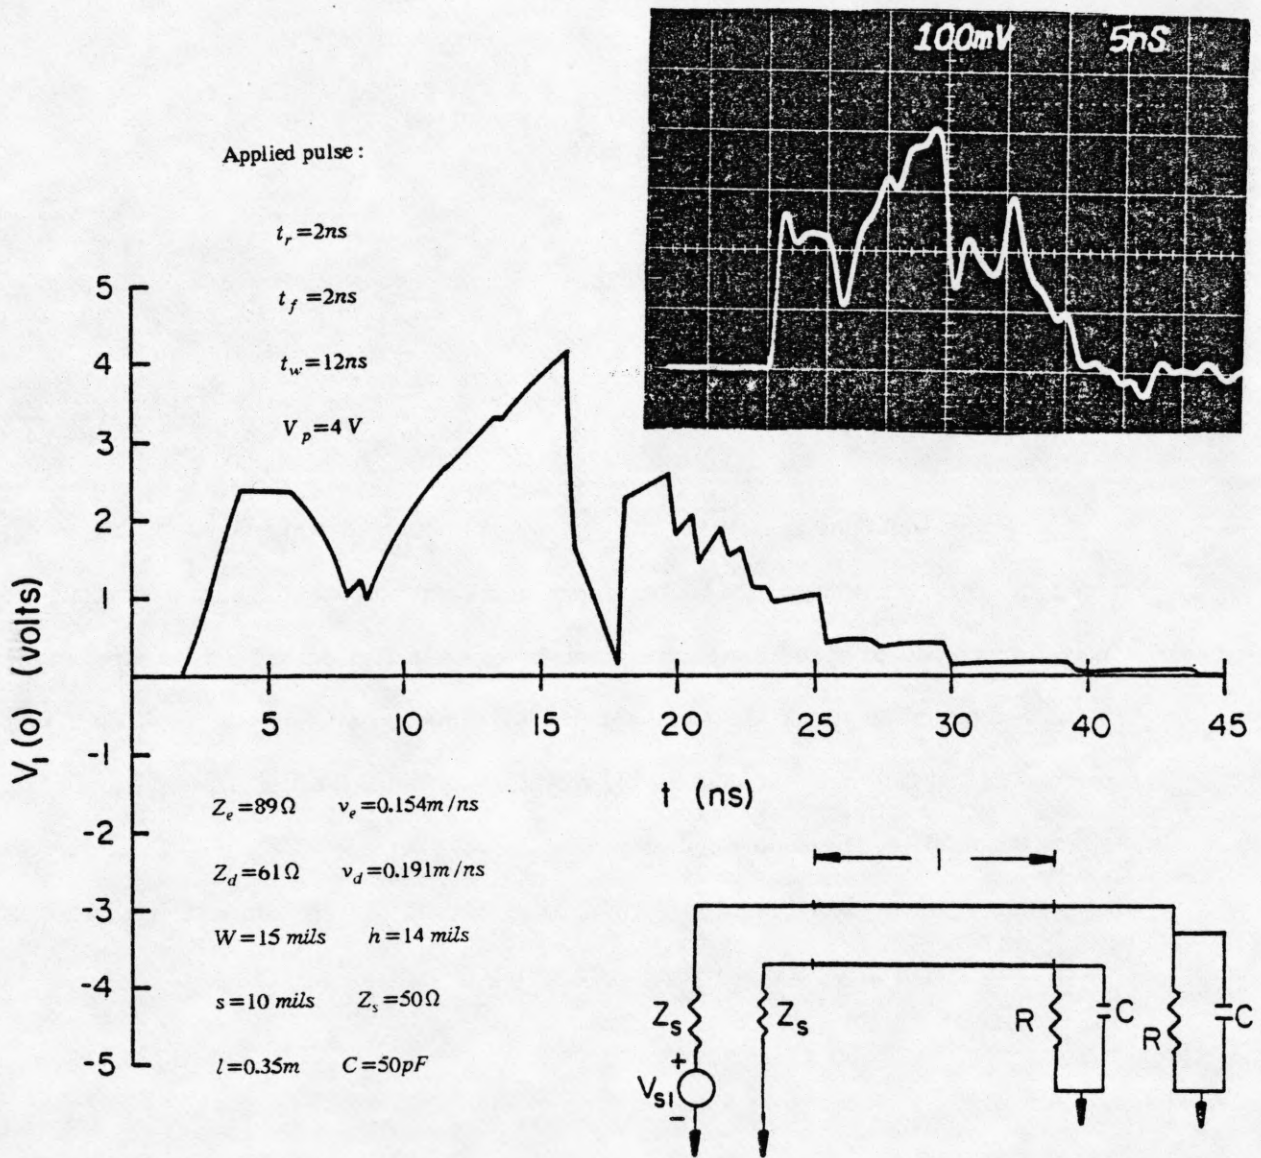 100mV 5nS
Applied pulse :
t_r=2ns
t_f=2ns
t_w=12ns
V_p=4 V
5
4
3
2
1
-1
-2
-3
-4
-5
V_1(o) (volts)
5 10 15 20 25 30 35 40 45
t (ns)
Z_e=89Ω v_e=0.154m/ns
Z_d=61Ω v_d=0.191m/ns
W=15 mils h=14 mils
s=10 mils Z_s=50Ω
l=0.35m C=50pF
l
Z_s Z_s R C R C
+
V_s1
-